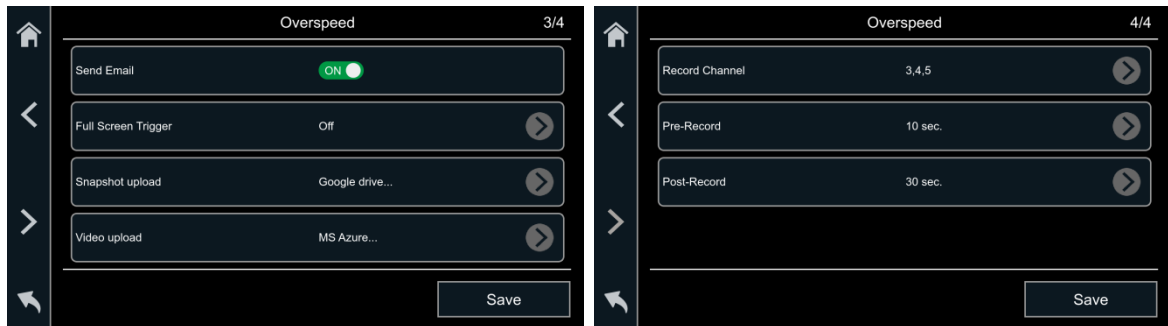 Overspeed 3/4
Send Email ON
Full Screen Trigger Off
Snapshot upload Google drive...
Video upload MS Azure...
Save
Overspeed 4/4
Record Channel 3,4,5
Pre-Record 10 sec.
Post-Record 30 sec.
Save